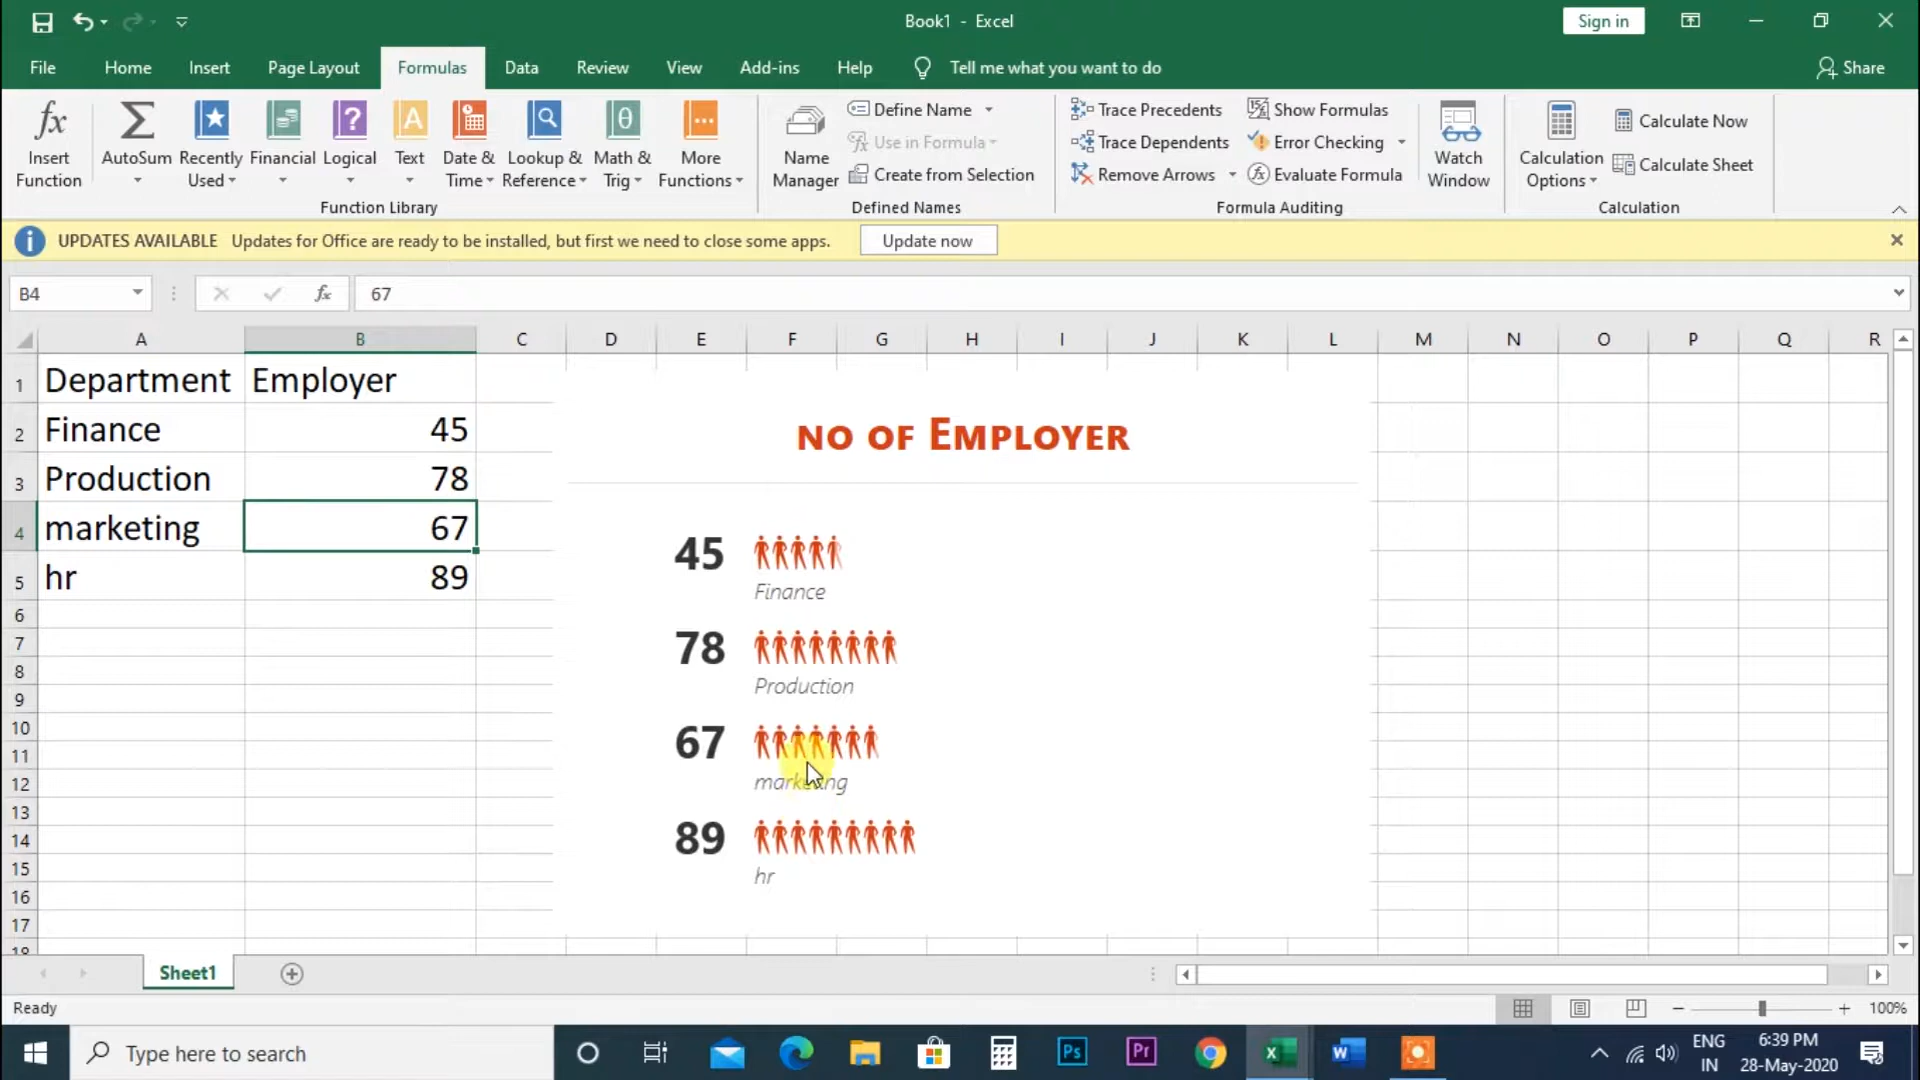 Book1 - Excel
Sign in
File Home Insert Page Layout Formulas Data Review View Add-ins Help Tell me what you want to do Share
fx Insert Function
Σ AutoSum
Recently Used
Financial
? Logical
A Text
Date & Time
Lookup & Reference
θ Math & Trig
More Functions
Function Library
Name Manager
Define Name
Use in Formula
Create from Selection
Defined Names
Trace Precedents
Trace Dependents
Remove Arrows
Show Formulas
Error Checking
Evaluate Formula
Formula Auditing
Watch Window
Calculation Options
Calculate Now
Calculate Sheet
Calculation
UPDATES AVAILABLE Updates for Office are ready to be installed, but first we need to close some apps. Update now
B4 fx 67
A B C D E F G H I J K L M N O P Q R
1 Department Employer
2 Finance 45
3 Production 78
4 marketing 67
5 hr 89
6
7
8
9
10
11
12
13
14
15
16
17
18
NO OF EMPLOYER
45
Finance
78
Production
67
marketing
89
hr
Sheet1
Ready
100%
Type here to search
Ps
Pr
X
W
ENG
IN
6:39 PM
28-May-2020